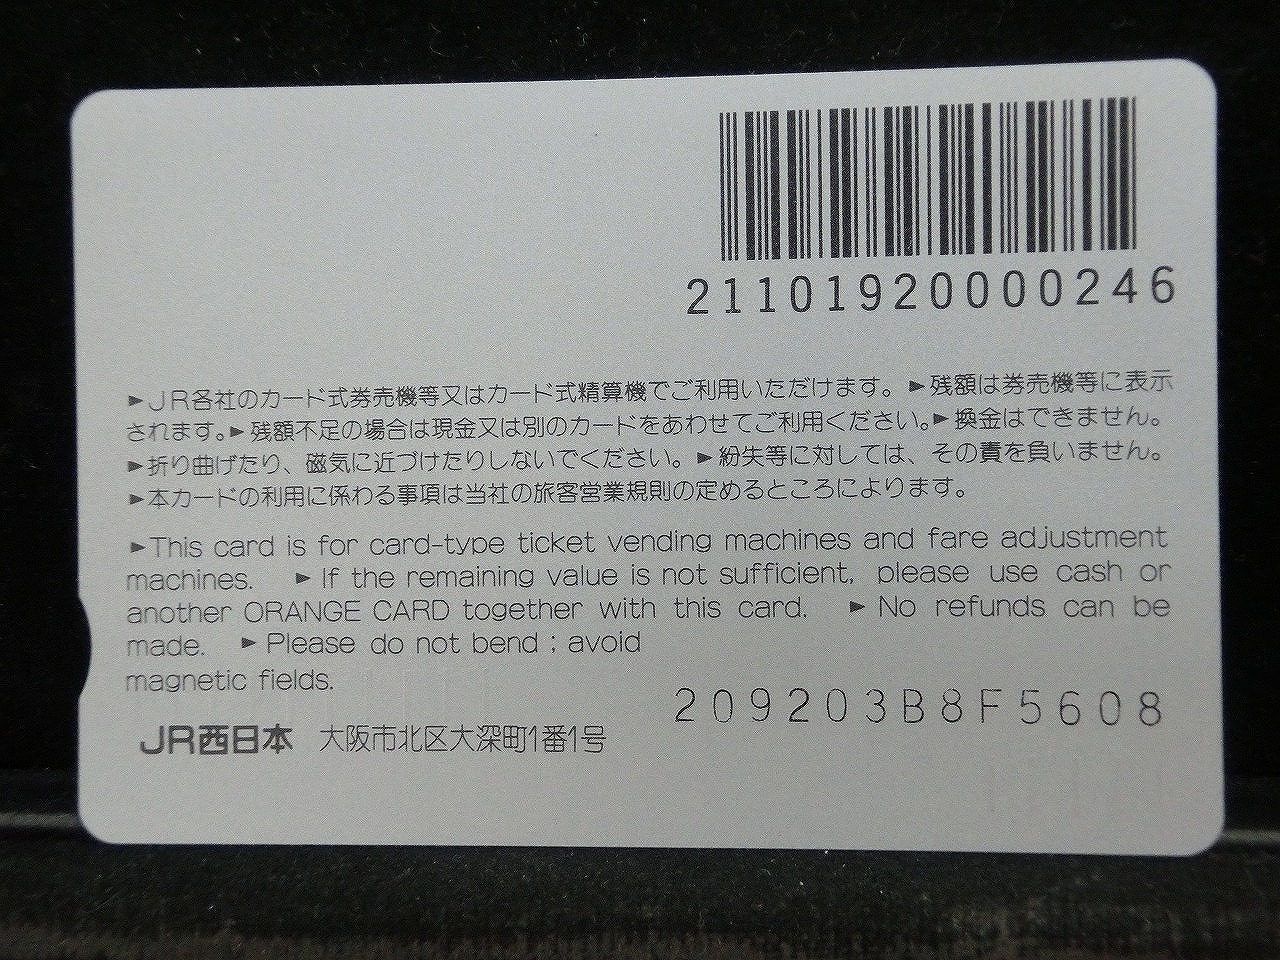 21101920000246
►JR各社のカード式券売機等又はカード式精算機でご利用いただけます。►残額は券売機等に表示
されます。►残額不足の場合は現金又は別のカードをあわせてご利用ください。►換金はできません。
►折り曲げたり、磁気に近づけたりしないでください。►紛失等に対しては、その責を負いません。
►本カードの利用に係わる事項は当社の旅客営業規則の定めるところによります。
►This card is for card-type ticket vending machines and fare adjustment
machines. ►If the remaining value is not sufficient, please use cash or
another ORANGE CARD together with this card. ►No refunds can be
made. ►Please do not bend ; avoid
magnetic fields.
209203B8F5608
JR西日本 大阪市北区大深町1番1号